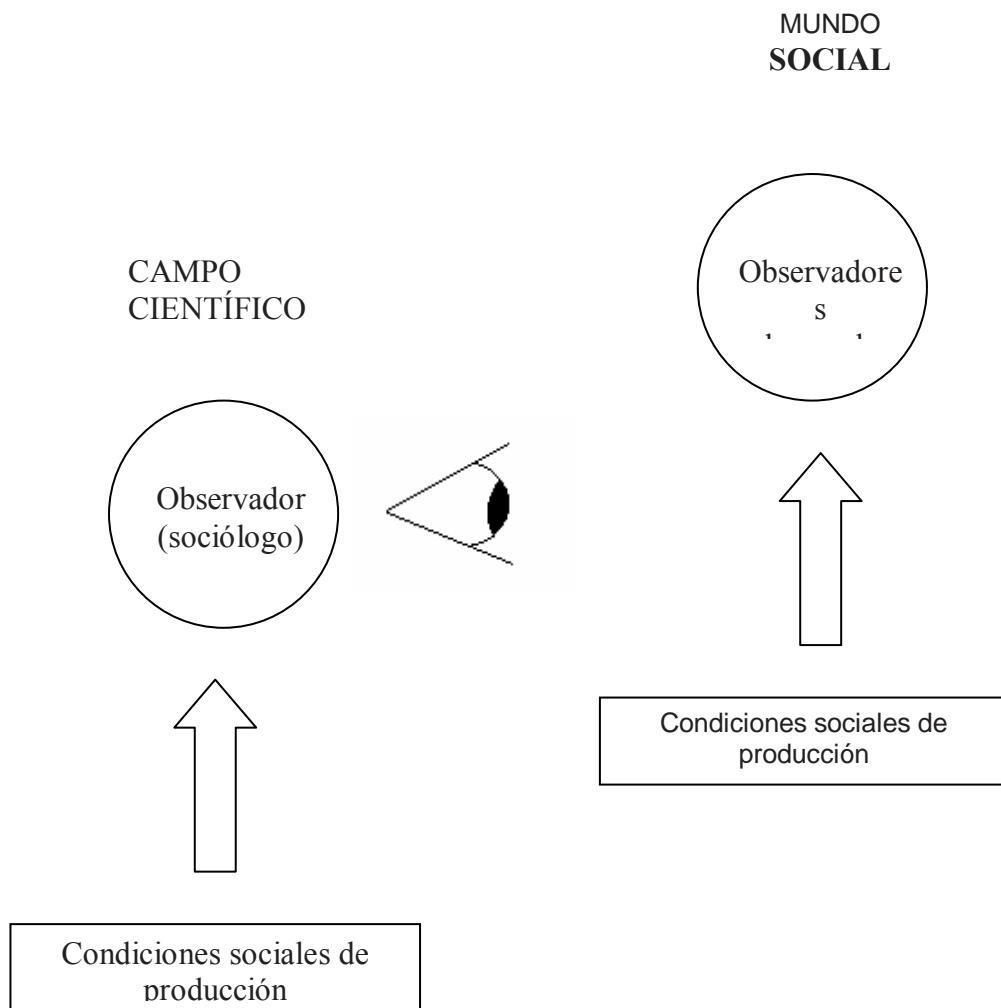 MUNDO
SOCIAL
CAMPO
CIENTÍFICO
Observadore
s
Observador
(sociólogo)
Condiciones sociales de
producción
Condiciones sociales de
producción